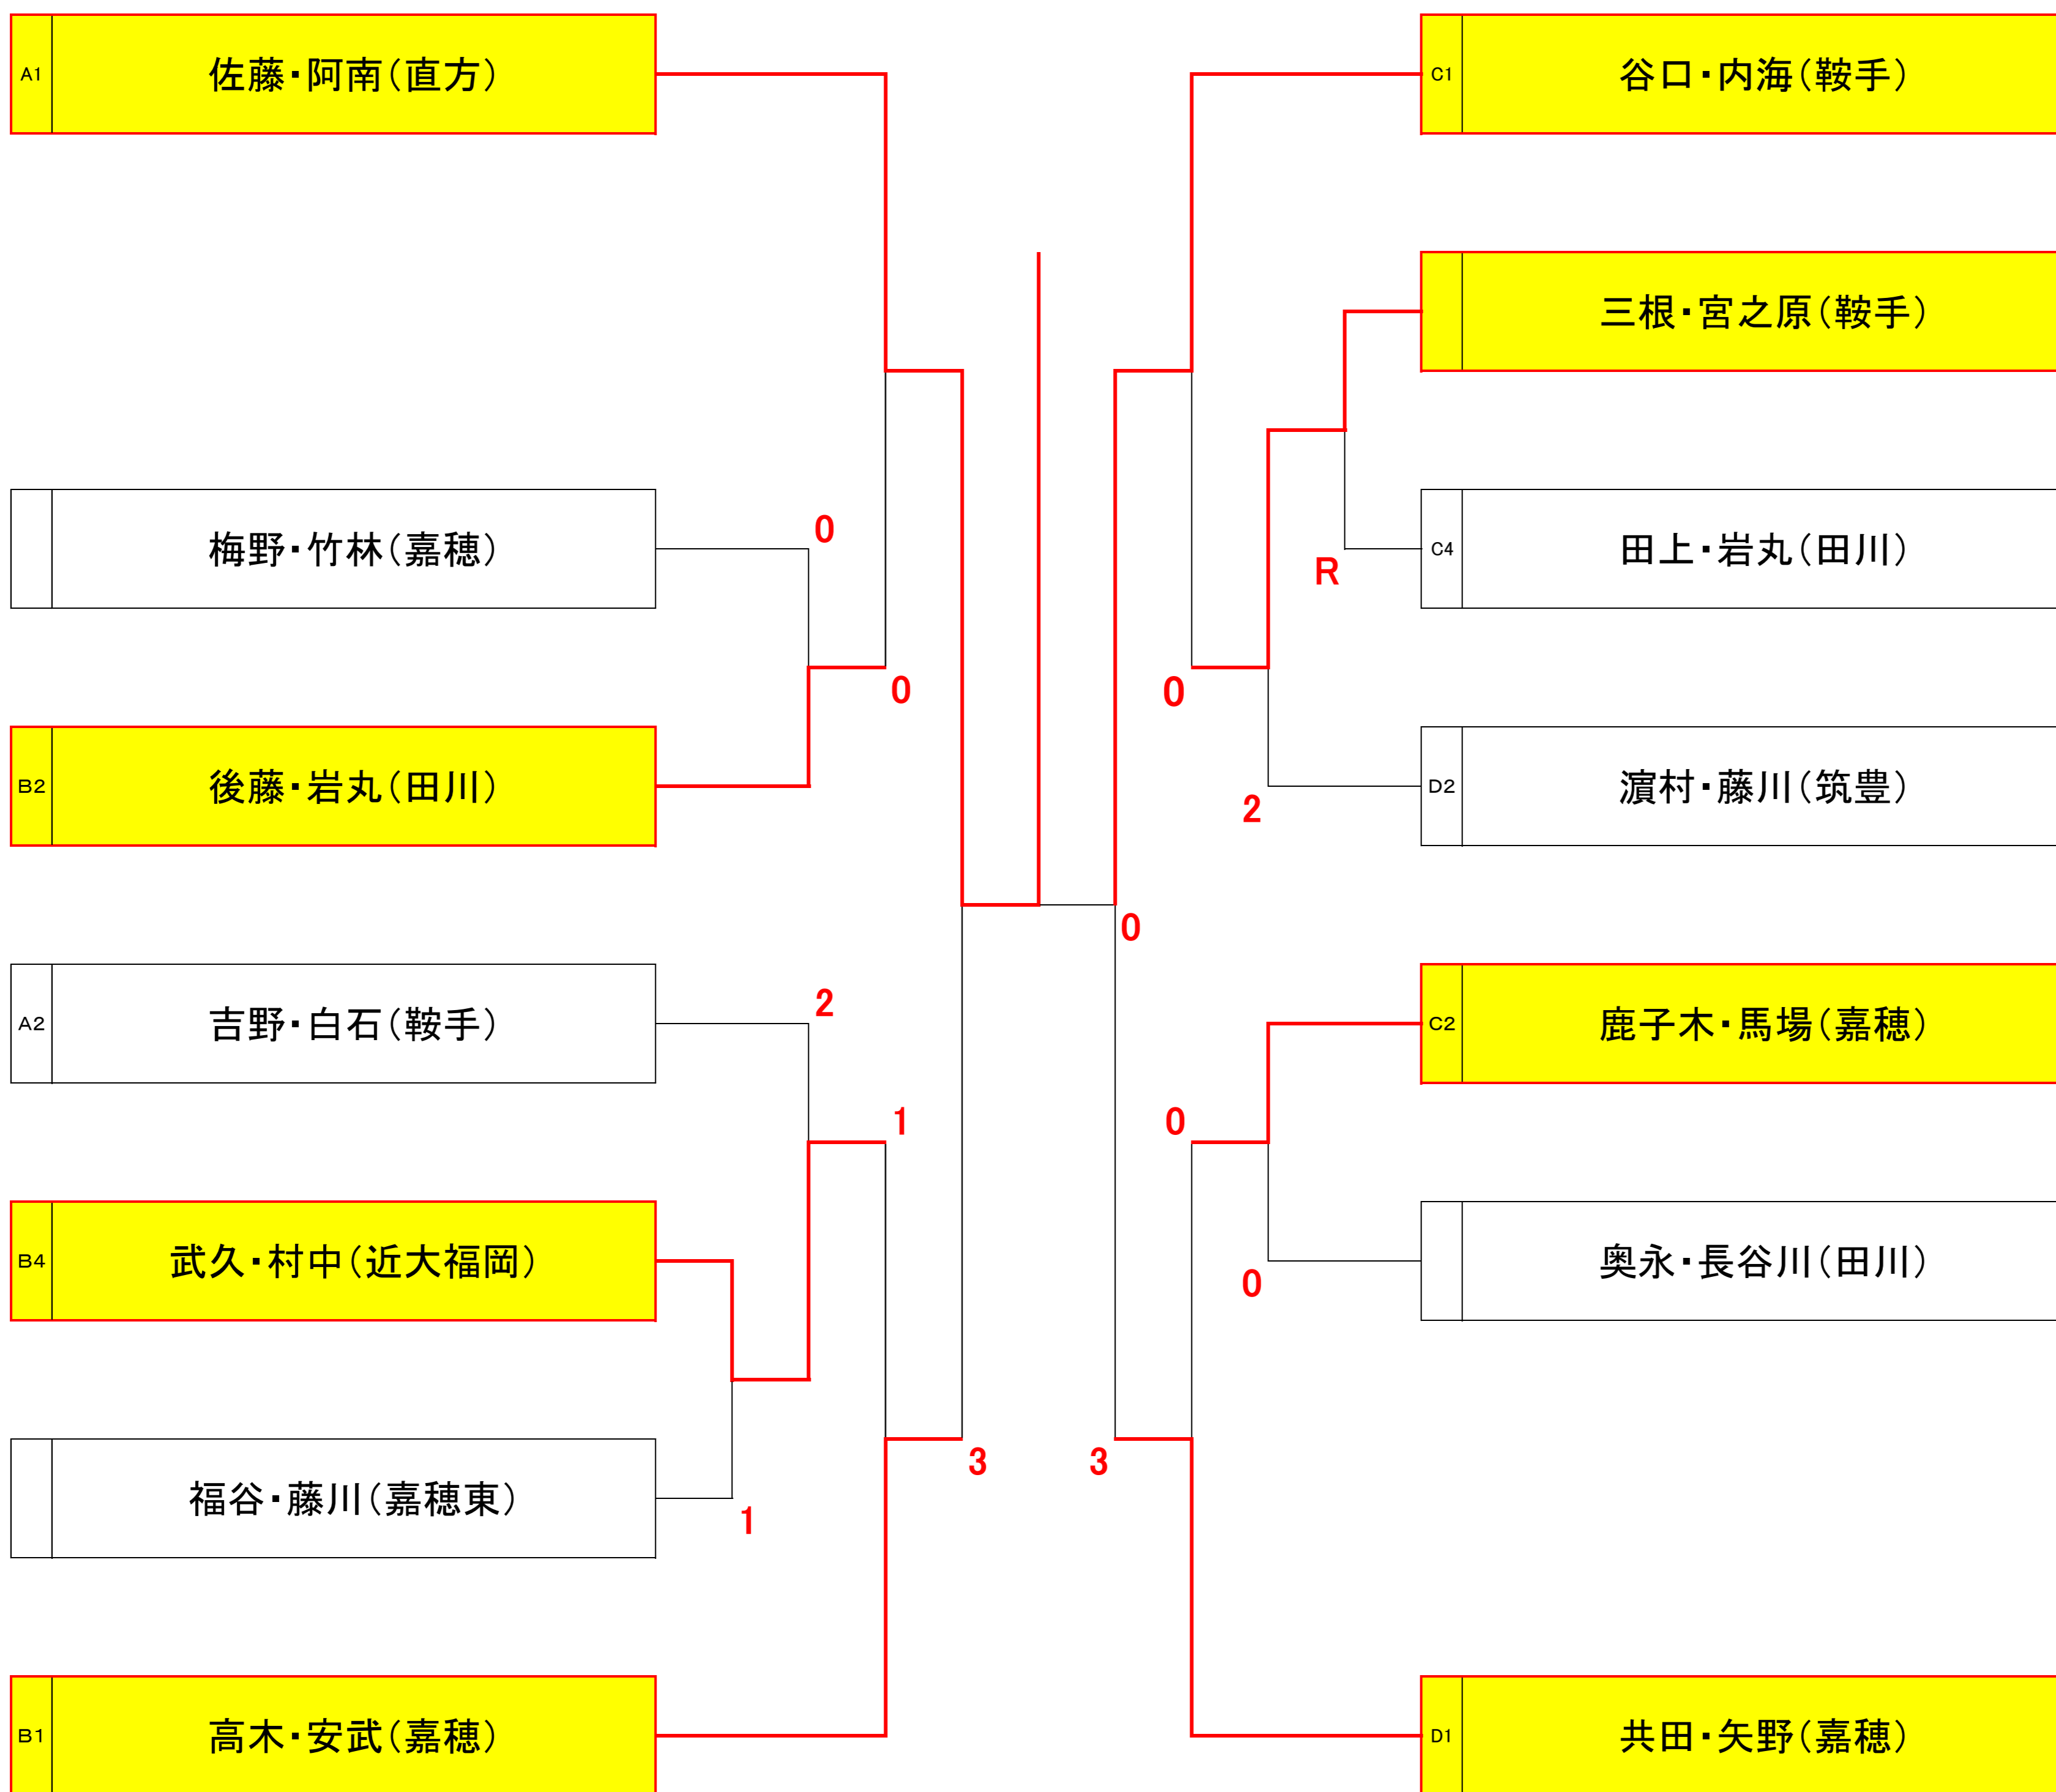 A1 佐藤・阿南（直方）
梅野・竹林（嘉穂）
0
B2 後藤・岩丸（田川）
0
A2 吉野・白石（鞍手）
2
1
B4 武久・村中（近大福岡）
福谷・藤川（嘉穂東）
1
3
B1 高木・安武（嘉穂）
0
C1 谷口・内海（鞍手）
三根・宮之原（鞍手）
C4 田上・岩丸（田川）
R
0
D2 濵村・藤川（筑豊）
2
C2 鹿子木・馬場（嘉穂）
0
奥永・長谷川（田川）
0
3
D1 共田・矢野（嘉穂）